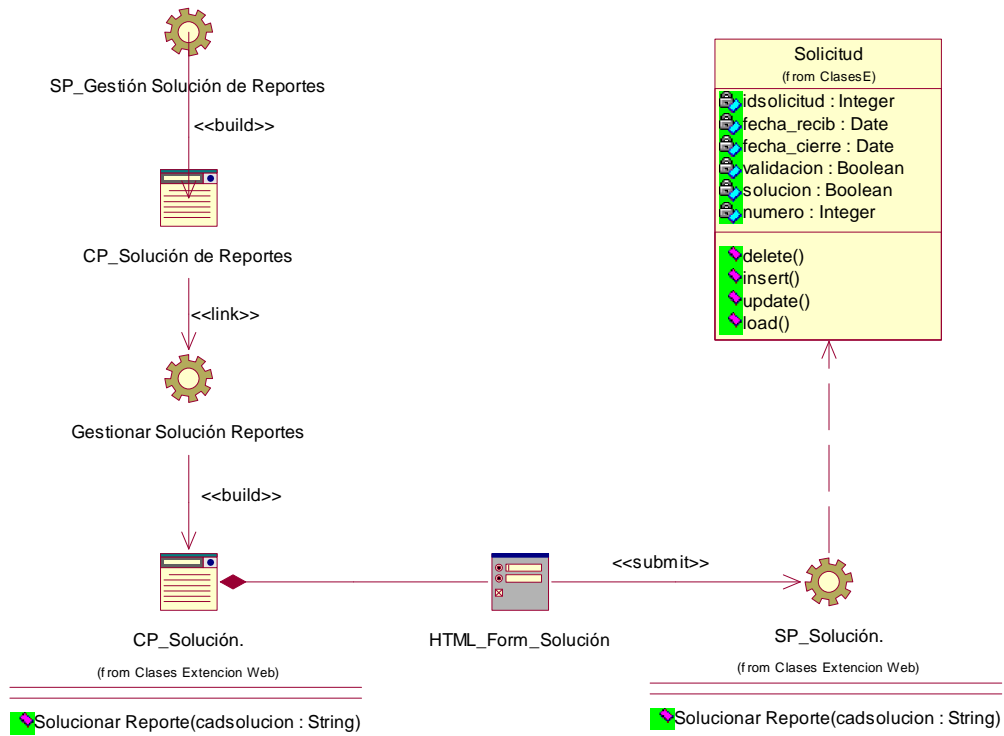 SP_Gestión Solución de Reportes
<<build>>
CP_Solución de Reportes
<<link>>
Gestionar Solución Reportes
<<build>>
CP_Solución.
(from Clases Extencion Web)
Solucionar Reporte(cadsolucion : String)
HTML_Form_Solución
<<submit>>
SP_Solución.
(from Clases Extencion Web)
Solucionar Reporte(cadsolucion : String)
Solicitud
(from ClasesE)
idsolicitud : Integer
fecha_recib : Date
fecha_cierre : Date
validacion : Boolean
solucion : Boolean
numero : Integer
delete()
insert()
update()
load()